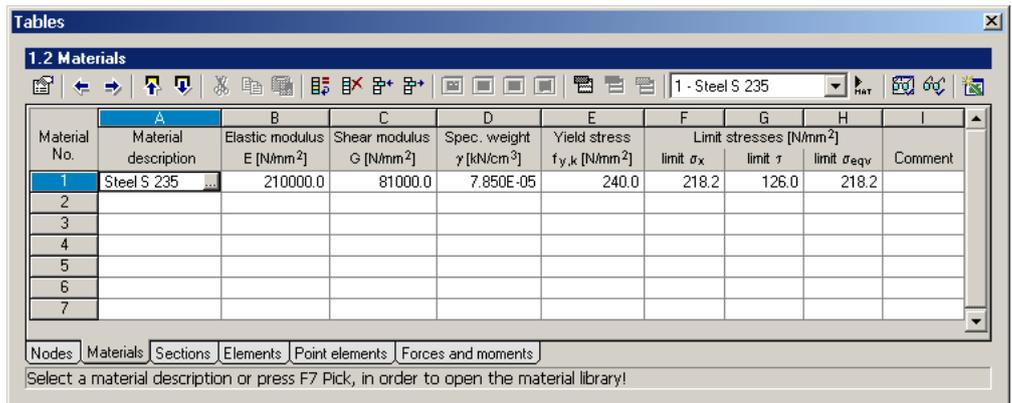 Tables
1.2 Materials
1 - Steel S 235
MAT
A B C D E F G H I
Material No. Material description Elastic modulus E [N/mm²] Shear modulus G [N/mm²] Spec. weight γ [kN/cm³] Yield stress fy,k [N/mm²] Limit stresses [N/mm²] limit σx limit τ limit σeqv Comment
1 Steel S 235 ... 210000.0 81000.0 7.850E-05 240.0 218.2 126.0 218.2
2
3
4
5
6
7
Nodes Materials Sections Elements Point elements Forces and moments
Select a material description or press F7 Pick, in order to open the material library!